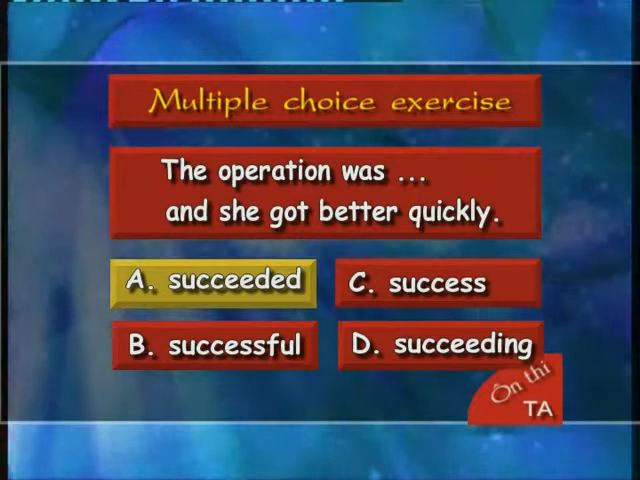 Multiple choice exercise
The operation was ...
and she got better quickly.
A. succeeded
C. success
B. successful
D. succeeding
Ôn thi
TA